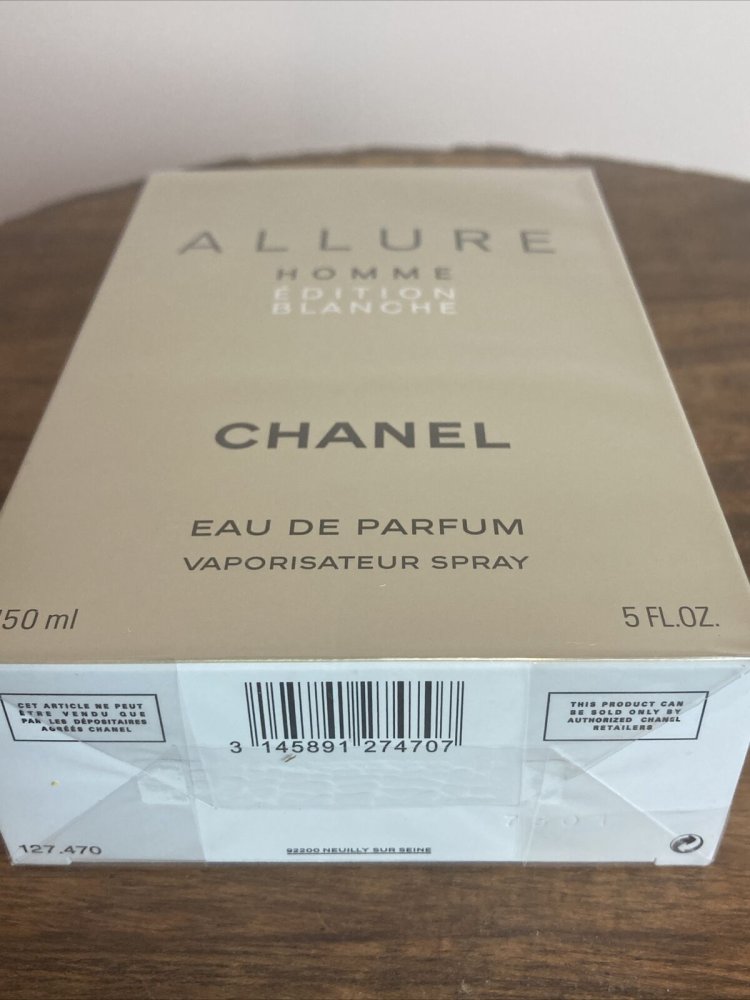 ALLURE
HOMME
ÉDITION
BLANCHE
CHANEL
EAU DE PARFUM
VAPORISATEUR SPRAY
150 ml
5 FL.OZ.
CET ARTICLE NE PEUT
ÊTRE VENDU QUE
PAR LES DÉPOSITAIRES
AGRÉÉS CHANEL
3 145891 274707
THIS PRODUCT CAN
BE SOLD ONLY BY
AUTHORIZED CHANEL
RETAILERS
127.470
92200 NEUILLY SUR SEINE